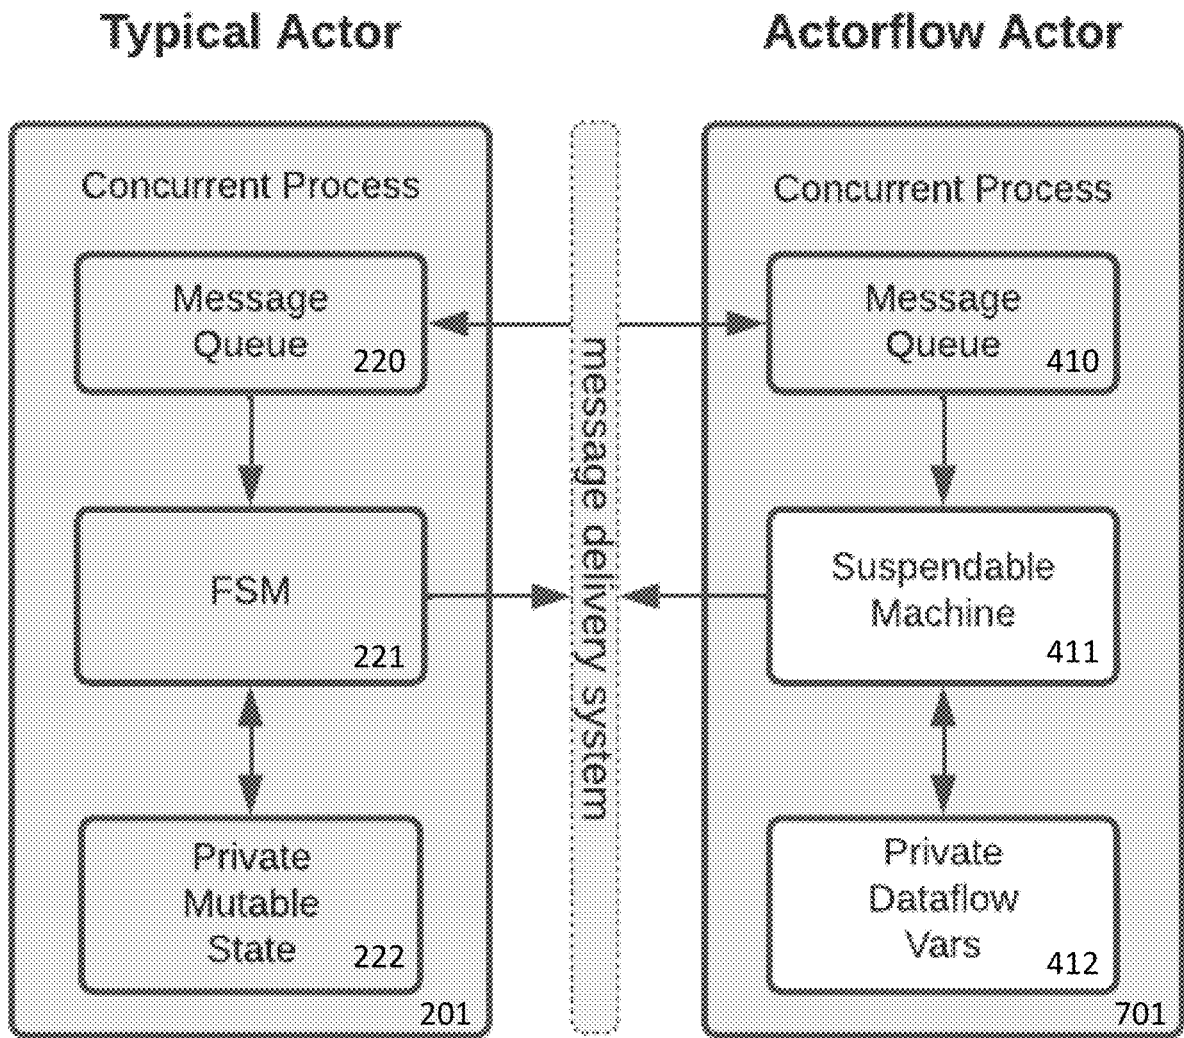 Typical Actor
Actorflow Actor
Concurrent Process
Message
Queue
220
FSM
221
Private
Mutable
State
222
201
message delivery system
Concurrent Process
Message
Queue
410
Suspendable
Machine
411
Private
Dataflow
Vars
412
701